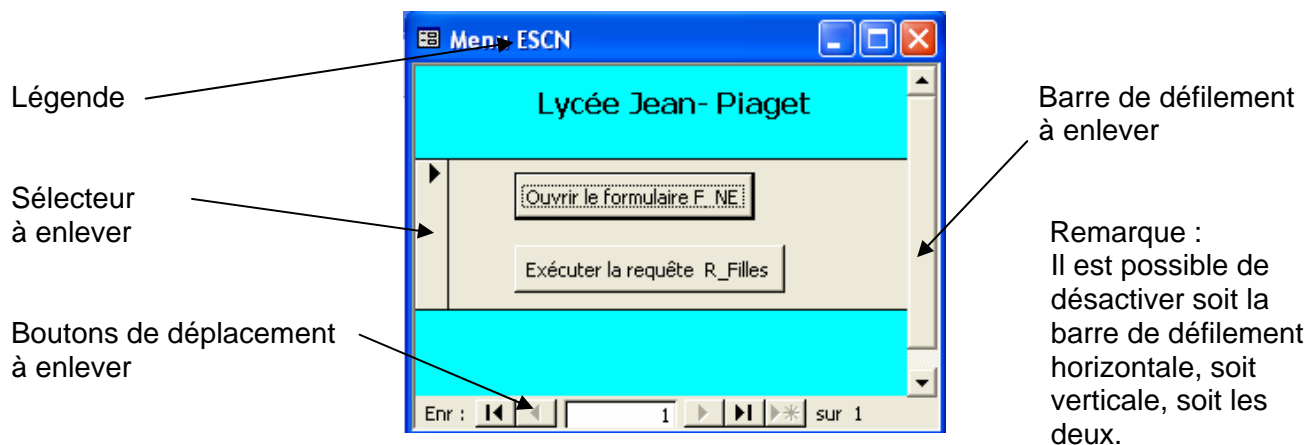 Menu ESCN
Légende
Lycée Jean- Piaget
Barre de défilement
à enlever
Sélecteur
à enlever
Ouvrir le formulaire F_NE
Exécuter la requête R_Filles
Remarque :
Il est possible de
désactiver soit la
barre de défilement
horizontale, soit
verticale, soit les
deux.
Boutons de déplacement
à enlever
Enr : 1 sur 1